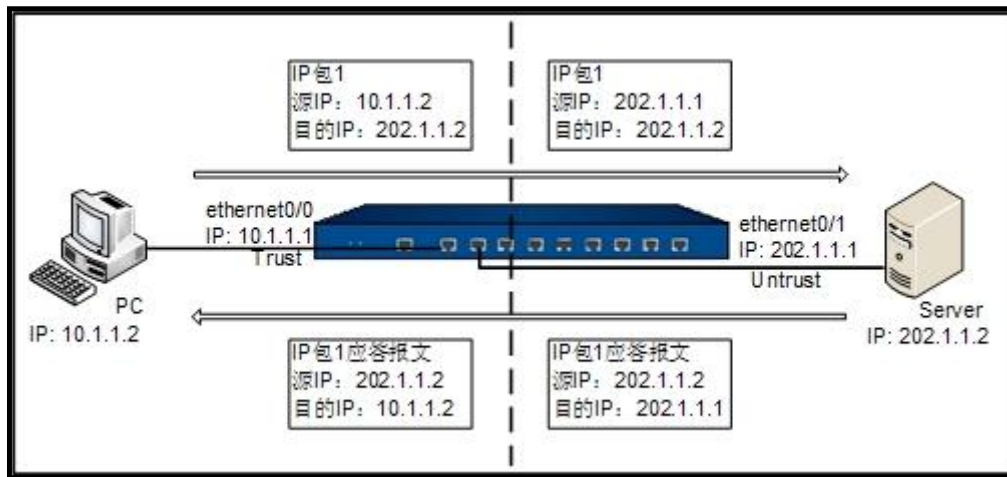 IP包1
源IP：10.1.1.2
目的IP：202.1.1.2
IP包1
源IP：202.1.1.1
目的IP：202.1.1.2
ethernet0/0
IP: 10.1.1.1
Trust
ethernet0/1
IP: 202.1.1.1
Untrust
PC
IP: 10.1.1.2
Server
IP: 202.1.1.2
IP包1应答报文
源IP：202.1.1.2
目的IP：10.1.1.2
IP包1应答报文
源IP：202.1.1.2
目的IP：202.1.1.1